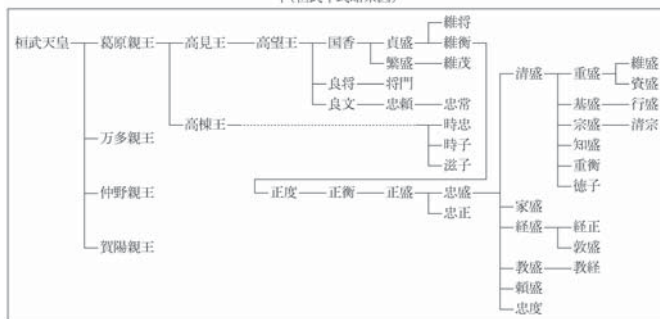 桓武天皇 葛原親王 高見王 高望王 国香 貞盛 維将
維衡
繁盛 維茂
良将 将門
良文 忠頼 忠常
高棟王 時忠
時子
滋子
万多親王
仲野親王
賀陽親王
正度 正衡 正盛 忠盛
忠正
清盛 重盛 維盛
資盛
基盛 行盛
宗盛 清宗
知盛
重衡
徳子
家盛
経盛 経正
敦盛
教盛 教経
頼盛
忠度